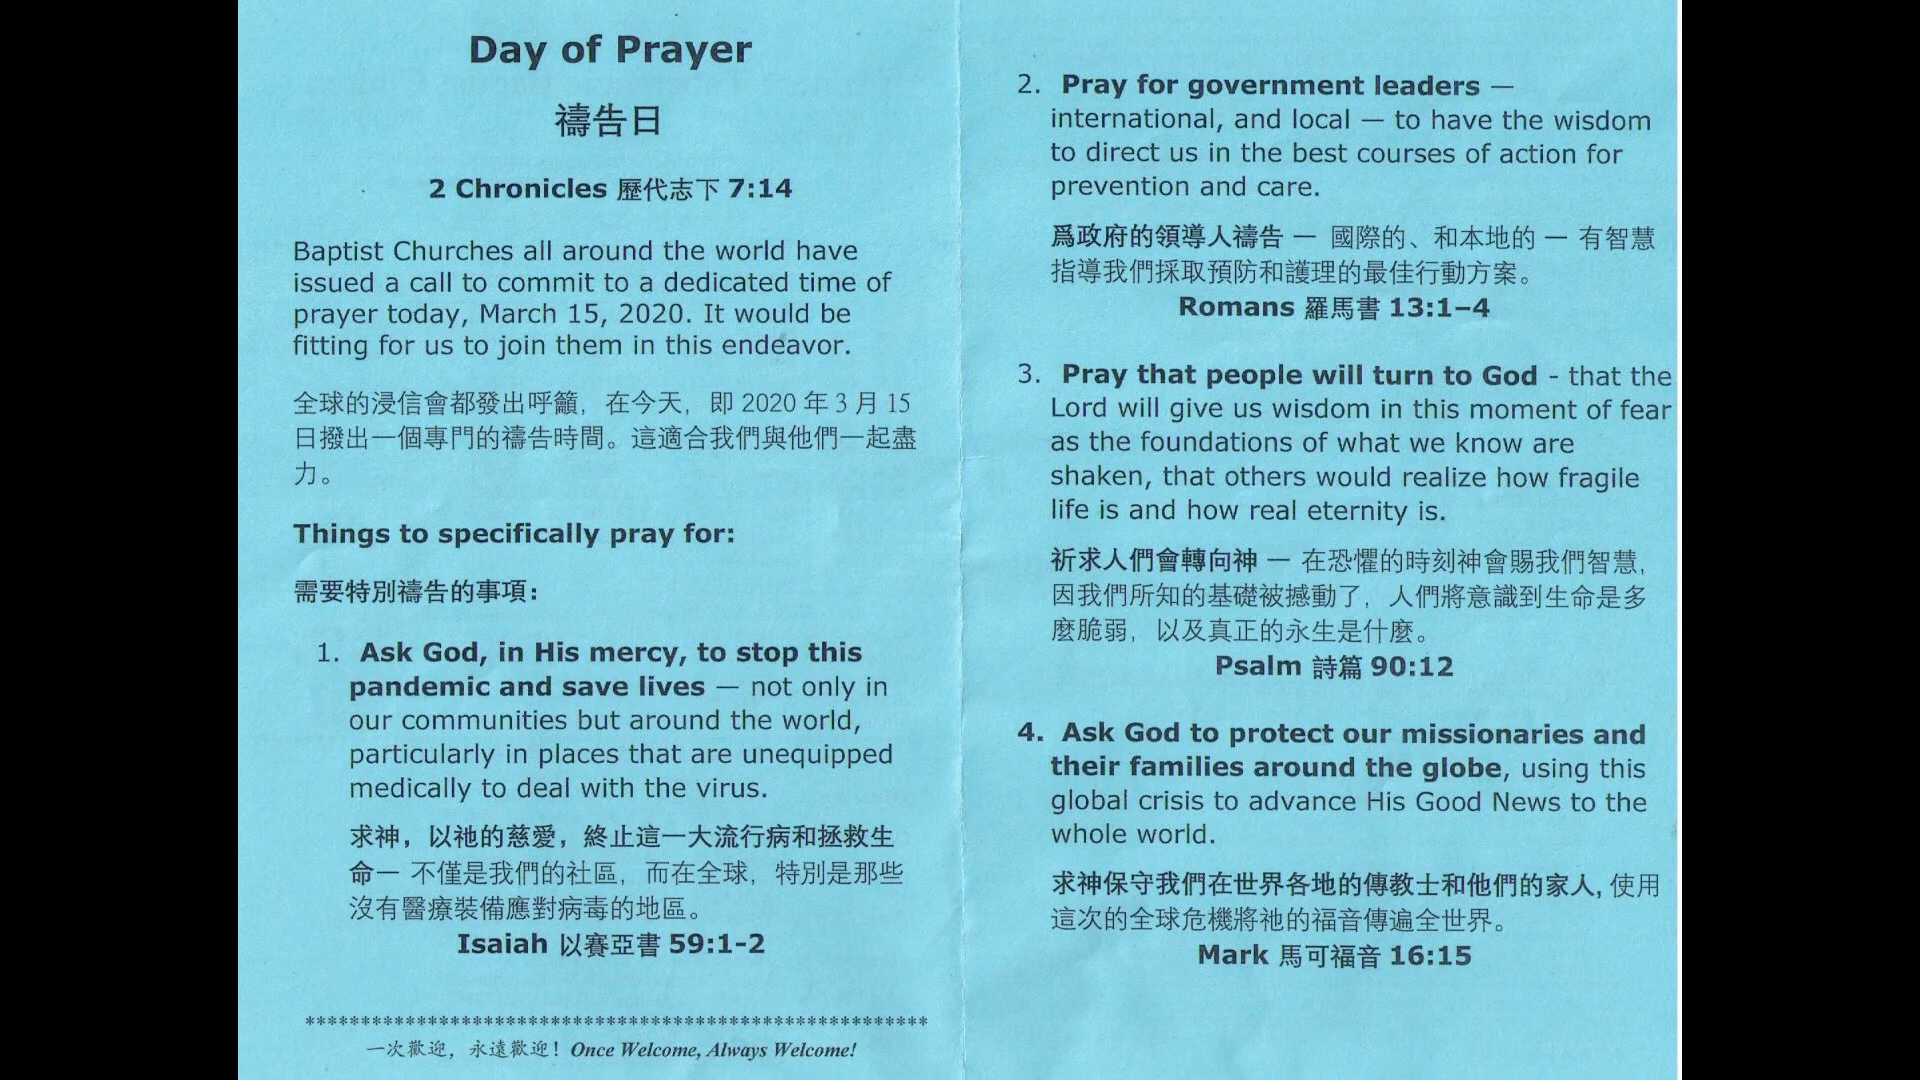 Day of Prayer
禱告日
2 Chronicles 歷代志下 7:14
Baptist Churches all around the world have
issued a call to commit to a dedicated time of
prayer today, March 15, 2020. It would be
fitting for us to join them in this endeavor.
全球的浸信會都發出呼籲，在今天，即 2020 年 3 月 15
日撥出一個專門的禱告時間。這適合我們與他們一起盡
力。
Things to specifically pray for:
需要特別禱告的事項：
1. Ask God, in His mercy, to stop this
pandemic and save lives — not only in
our communities but around the world,
particularly in places that are unequipped
medically to deal with the virus.
求神，以祂的慈愛，終止這一大流行病和拯救生
命一 不僅是我們的社區，而在全球，特別是那些
沒有醫療裝備應對病毒的地區。
Isaiah 以賽亞書 59:1-2
*********************************************************
一次歡迎，永遠歡迎！Once Welcome, Always Welcome!
2. Pray for government leaders —
international, and local — to have the wisdom
to direct us in the best courses of action for
prevention and care.
爲政府的領導人禱告 一 國際的、和本地的 一 有智慧
指導我們採取預防和護理的最佳行動方案。
Romans 羅馬書 13:1–4
3. Pray that people will turn to God - that the
Lord will give us wisdom in this moment of fear
as the foundations of what we know are
shaken, that others would realize how fragile
life is and how real eternity is.
祈求人們會轉向神 一 在恐懼的時刻神會賜我們智慧，
因我們所知的基礎被撼動了，人們將意識到生命是多
麼脆弱，以及真正的永生是什麼。
Psalm 詩篇 90:12
4. Ask God to protect our missionaries and
their families around the globe, using this
global crisis to advance His Good News to the
whole world.
求神保守我們在世界各地的傳教士和他們的家人, 使用
這次的全球危機將祂的福音傳遍全世界。
Mark 馬可福音 16:15